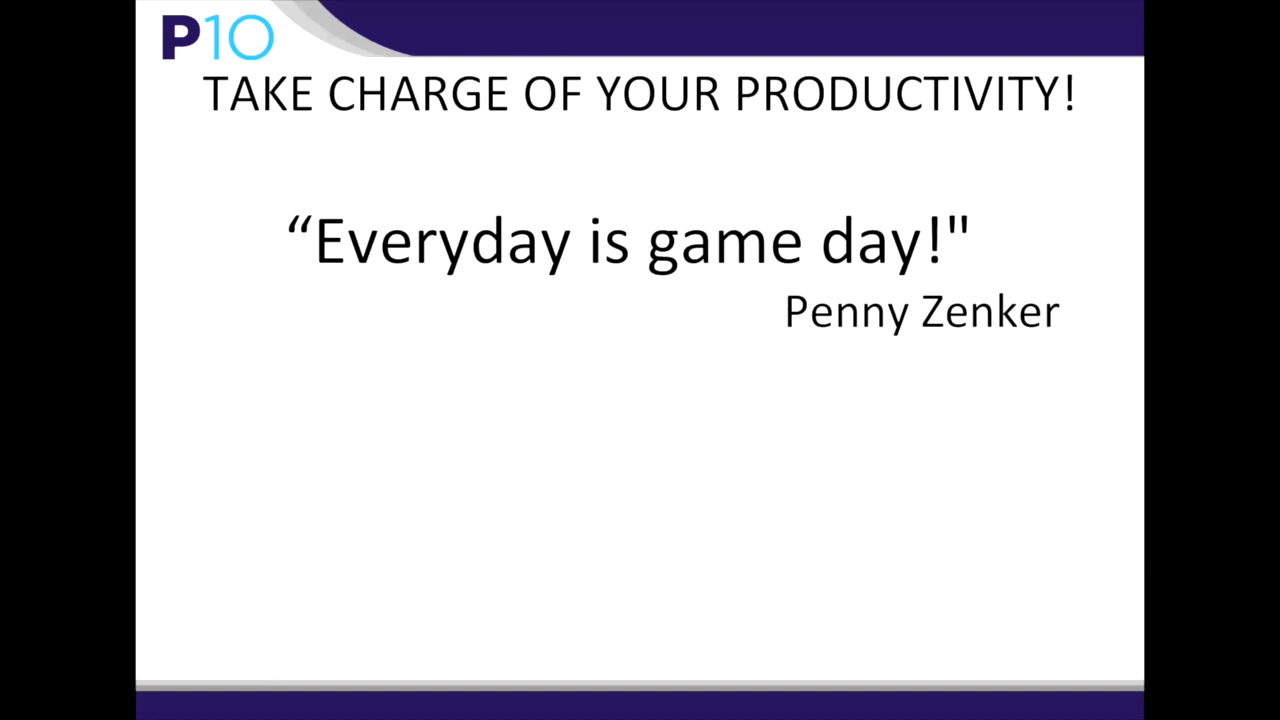 P10
TAKE CHARGE OF YOUR PRODUCTIVITY!
“Everyday is game day!"
Penny Zenker